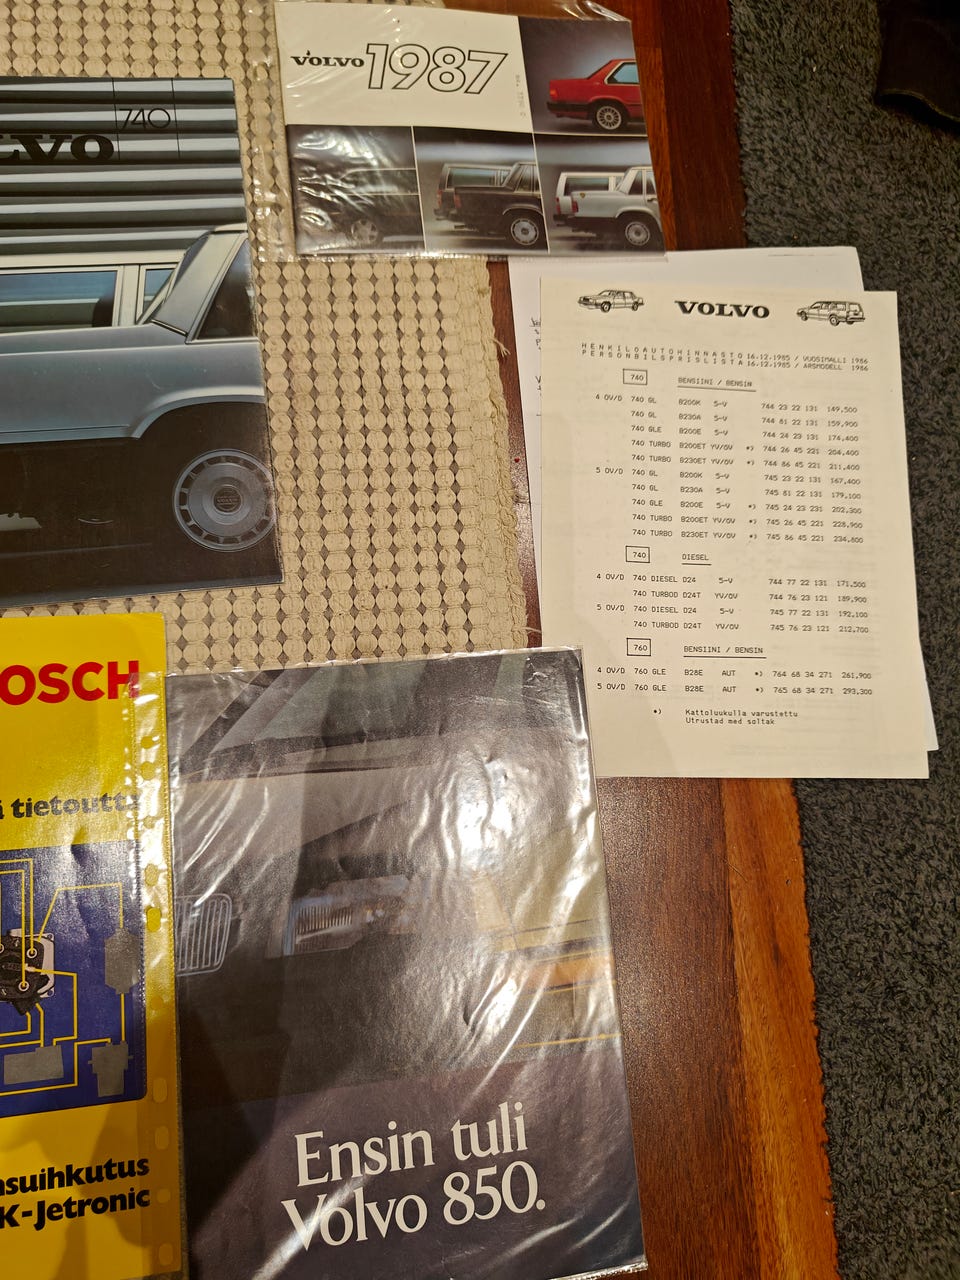 VOLVO 1987
740
VOLVO
VOLVO
HENKILOAUTOHINNASTO 16.12.1985 / VUOSIMALLI 1986
PERSONBILSPRISLISTA 16.12.1985 / ARSMODELL 1986
740 BENSIINI / BENSIN
4 OV/D 740 GL B200K 5-V 744 23 22 131 149,500
740 GL B230A 5-V 744 81 22 131 159,900
740 GLE B200E 5-V 744 24 23 131 174,400
740 TURBO B200ET YV/OV *) 744 26 45 221 204,400
740 TURBO B230ET YV/OV *) 744 86 45 221 211,400
5 OV/D 740 GL B200K 5-V 745 23 22 131 167,400
740 GL B230A 5-V 745 81 22 131 179,100
740 GLE B200E 5-V *) 745 24 23 231 202,300
740 TURBO B200ET YV/OV *) 745 26 45 221 228,900
740 TURBO B230ET YV/OV *) 745 86 45 221 234,800
740 DIESEL
4 OV/D 740 DIESEL D24 5-V 744 77 22 131 171,500
740 TURBOD D24T YV/OV 744 76 23 121 189,900
5 OV/D 740 DIESEL D24 5-V 745 77 22 131 192,100
740 TURBOD D24T YV/OV 745 76 23 121 212,700
760 BENSIINI / BENSIN
4 OV/D 760 GLE B28E AUT *) 764 68 34 271 261,900
5 OV/D 760 GLE B28E AUT *) 765 68 34 271 293,300
*) Kattoluukulla varustettu
Utrustad med soltak
OSCH
ä tietoutta
suihkutus
K-Jetronic
Ensin tuli
Volvo 850.